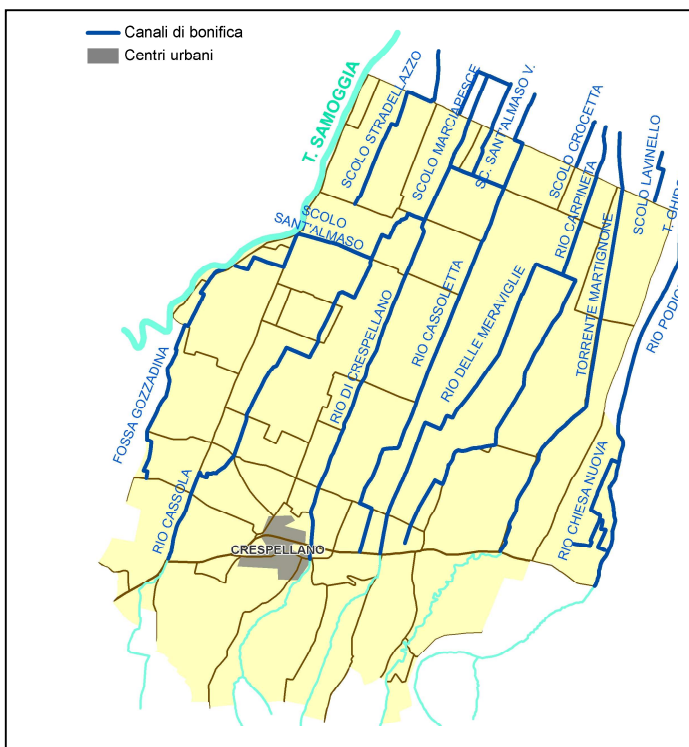 Canali di bonifica
Centri urbani
T. SAMOGGIA
SCOLO STRADELLAZZO
SCOLO MARCIAPESCE
SC. SANT'ALMASO V.
SCOLO CROCETTA
SCOLO LAVINELLO
SCOLO
SANT'ALMASO
RIO CARPINETA
TORRENTE MARTIGNONE
RIO CASSOLETTA
RIO DELLE MERAVIGLIE
RIO DI CRESPELLANO
FOSSA GOZZADINA
RIO CASSOLA
CRESPELLANO
RIO CHIESA NUOVA